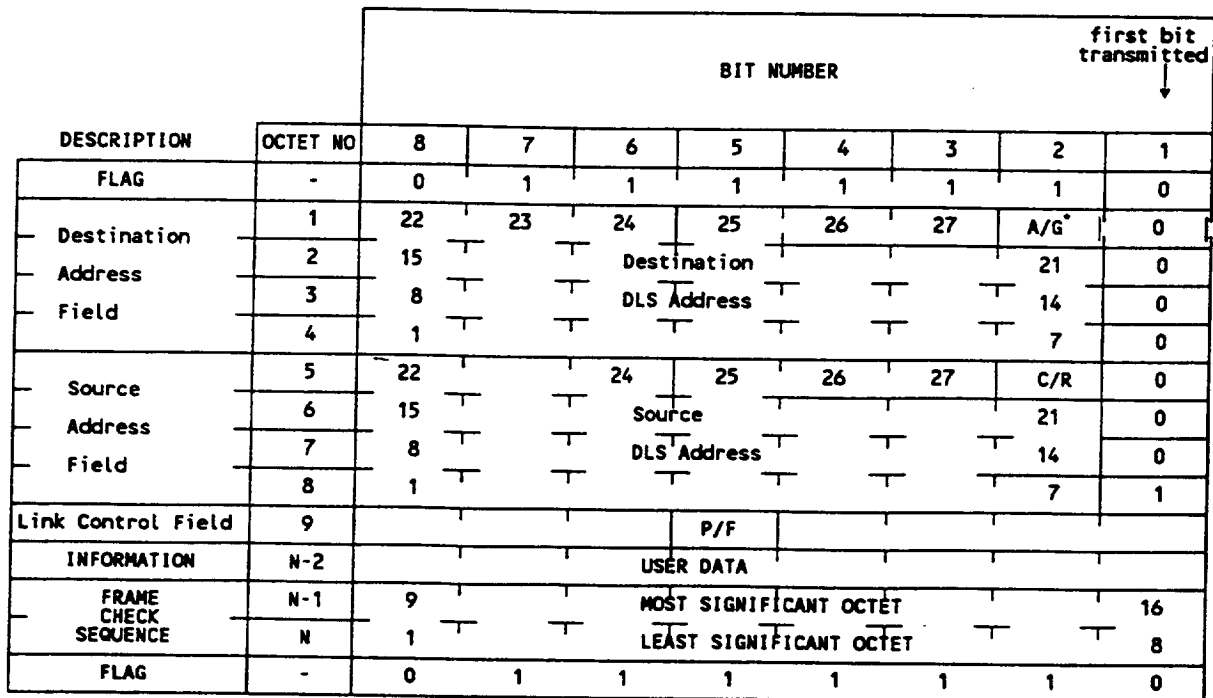 first bit
transmitted
BIT NUMBER
DESCRIPTION OCTET NO 8 7 6 5 4 3 2 1
FLAG - 0 1 1 1 1 1 1 0
Destination 1 22 23 24 25 26 27 A/G* 0
Address 2 15 Destination 21 0
Field 3 8 DLS Address 14 0
4 1 7 0
Source 5 22 24 25 26 27 C/R 0
Address 6 15 Source 21 0
Field 7 8 DLS Address 14 0
8 1 7 1
Link Control Field 9 P/F
INFORMATION N-2 USER DATA
FRAME N-1 9 MOST SIGNIFICANT OCTET 16
CHECK
SEQUENCE N 1 LEAST SIGNIFICANT OCTET 8
FLAG - 0 1 1 1 1 1 1 0